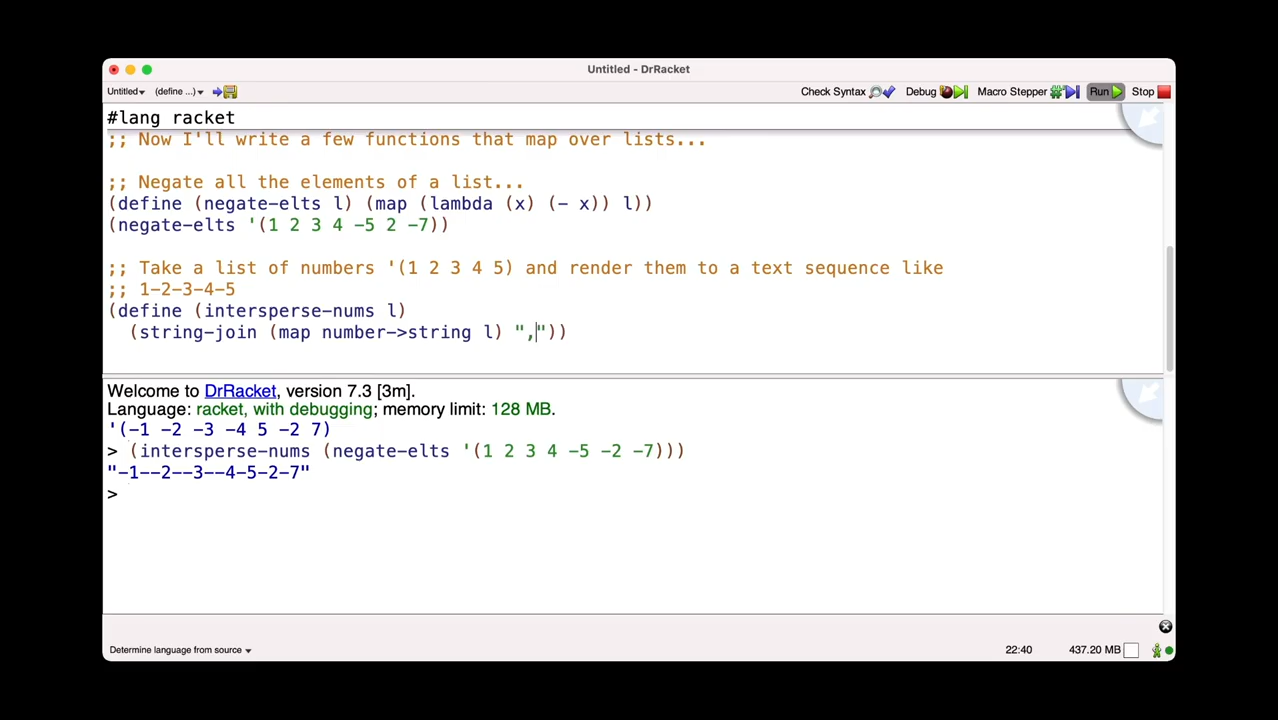 Untitled - DrRacket
Untitled (define ...) Check Syntax Debug Macro Stepper Run Stop
#lang racket
;; Now I'll write a few functions that map over lists...
;; Negate all the elements of a list...
(define (negate-elts l) (map (lambda (x) (- x)) l))
(negate-elts '(1 2 3 4 -5 2 -7))
;; Take a list of numbers '(1 2 3 4 5) and render them to a text sequence like
;; 1-2-3-4-5
(define (intersperse-nums l)
  (string-join (map number->string l) ","))
Welcome to DrRacket, version 7.3 [3m].
Language: racket, with debugging; memory limit: 128 MB.
'(-1 -2 -3 -4 5 -2 7)
> (intersperse-nums (negate-elts '(1 2 3 4 -5 -2 -7)))
"-1--2--3--4-5-2-7"
>
Determine language from source 22:40 437.20 MB